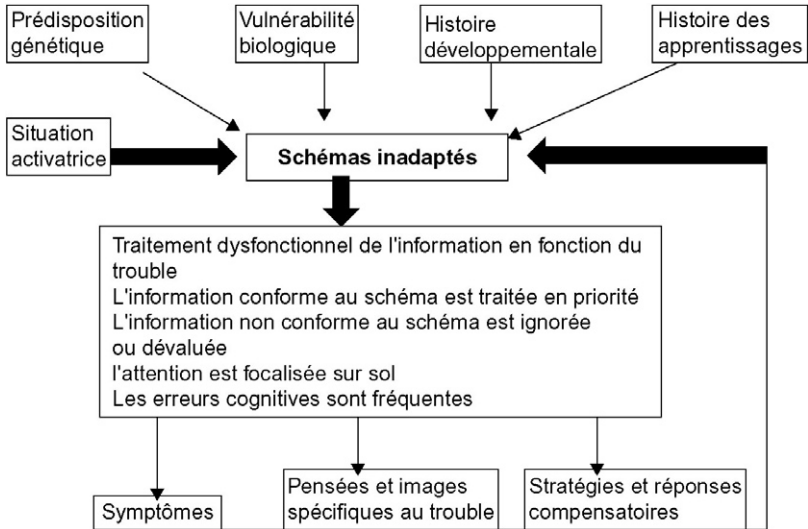 Prédisposition
génétique
Vulnérabilité
biologique
Histoire
développementale
Histoire des
apprentissages
Situation
activatrice
Schémas inadaptés
Traitement dysfonctionnel de l'information en fonction du
trouble
L'information conforme au schéma est traitée en priorité
L'information non conforme au schéma est ignorée
ou dévaluée
l'attention est focalisée sur sol
Les erreurs cognitives sont fréquentes
Symptômes
Pensées et images
spécifiques au trouble
Stratégies et réponses
compensatoires